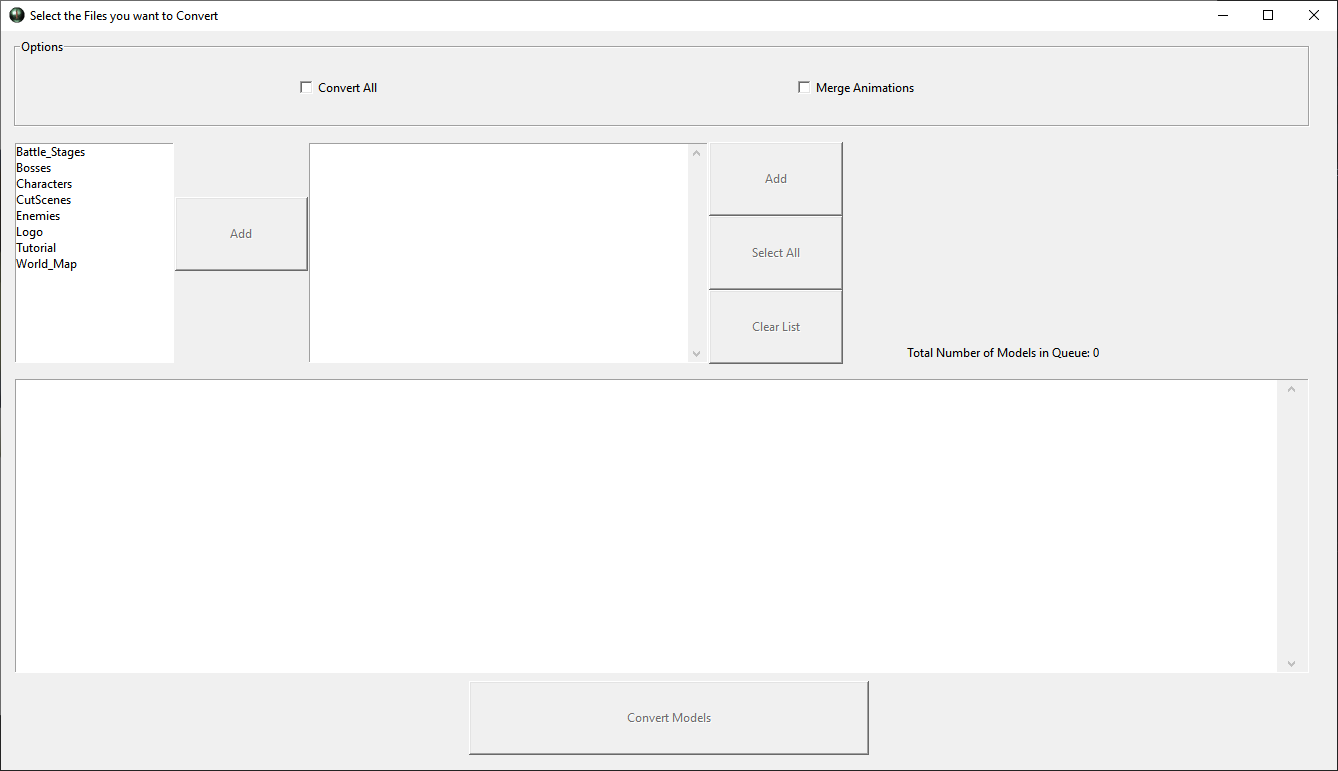 Select the Files you want to Convert
Options
Convert All
Merge Animations
Battle_Stages
Bosses
Characters
CutScenes
Enemies
Logo
Tutorial
World_Map
Add
Add
Select All
Clear List
Total Number of Models in Queue: 0
Convert Models